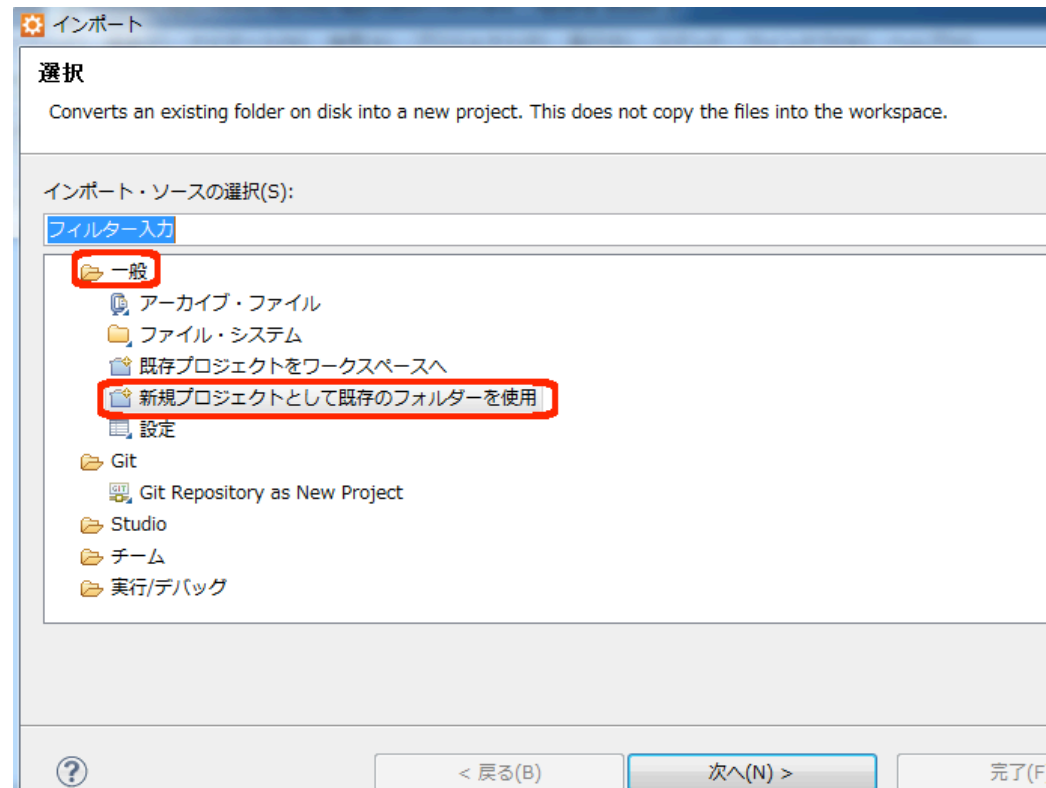 インポート
選択
Converts an existing folder on disk into a new project. This does not copy the files into the workspace.
インポート・ソースの選択(S):
フィルター入力
一般
アーカイブ・ファイル
ファイル・システム
既存プロジェクトをワークスペースへ
新規プロジェクトとして既存のフォルダーを使用
設定
Git
GIT Git Repository as New Project
Studio
チーム
実行/デバッグ
? < 戻る(B) 次へ(N) > 完了(F